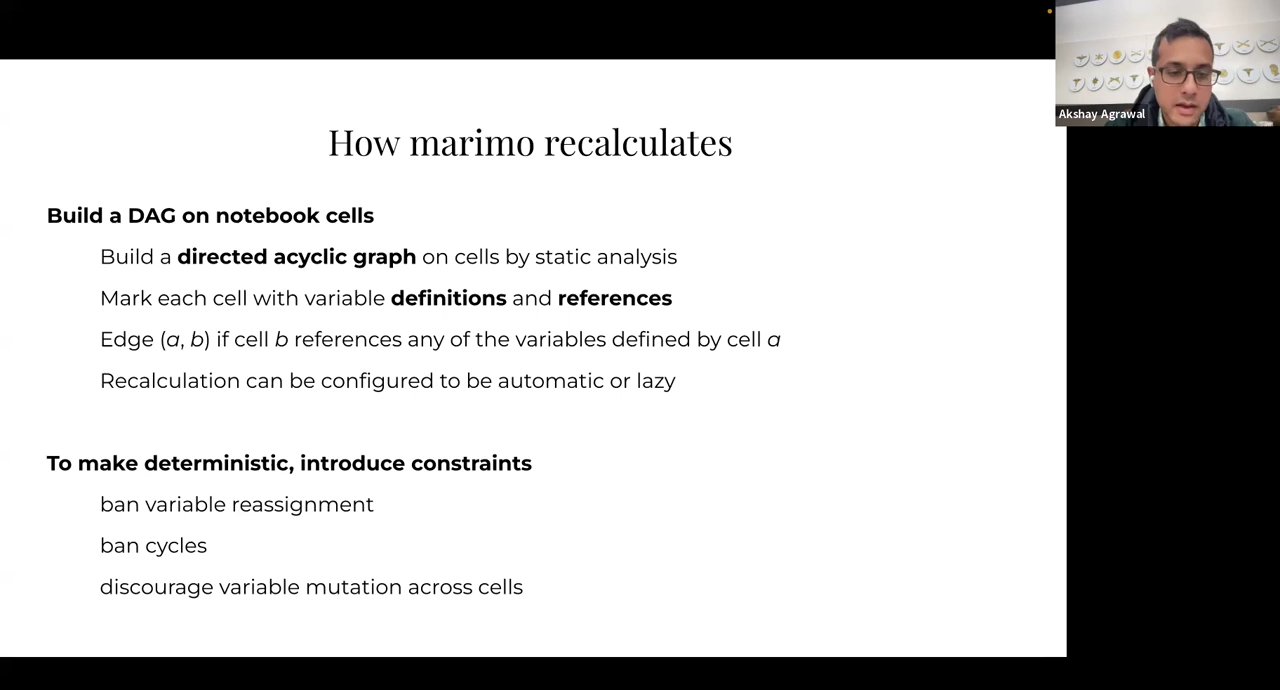 Akshay Agrawal
How marimo recalculates
Build a DAG on notebook cells
Build a directed acyclic graph on cells by static analysis
Mark each cell with variable definitions and references
Edge (a, b) if cell b references any of the variables defined by cell a
Recalculation can be configured to be automatic or lazy
To make deterministic, introduce constraints
ban variable reassignment
ban cycles
discourage variable mutation across cells